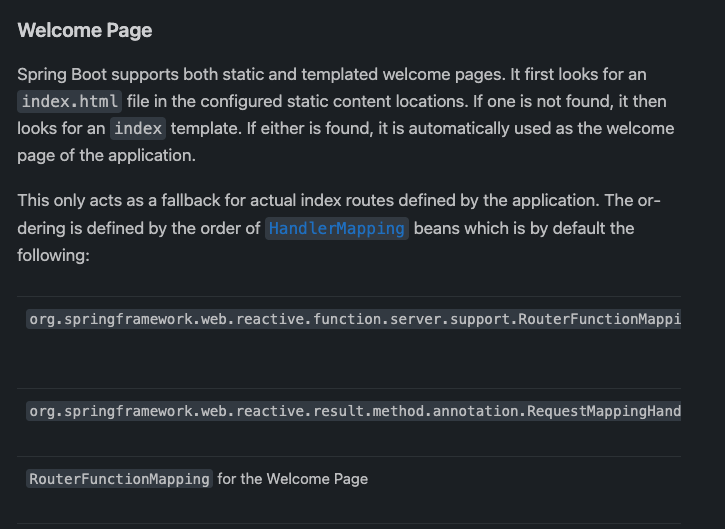 Welcome Page
Spring Boot supports both static and templated welcome pages. It first looks for an
index.html file in the configured static content locations. If one is not found, it then
looks for an index template. If either is found, it is automatically used as the welcome
page of the application.
This only acts as a fallback for actual index routes defined by the application. The or-
dering is defined by the order of HandlerMapping beans which is by default the
following:
org.springframework.web.reactive.function.server.support.RouterFunctionMappi
org.springframework.web.reactive.result.method.annotation.RequestMappingHand
RouterFunctionMapping for the Welcome Page